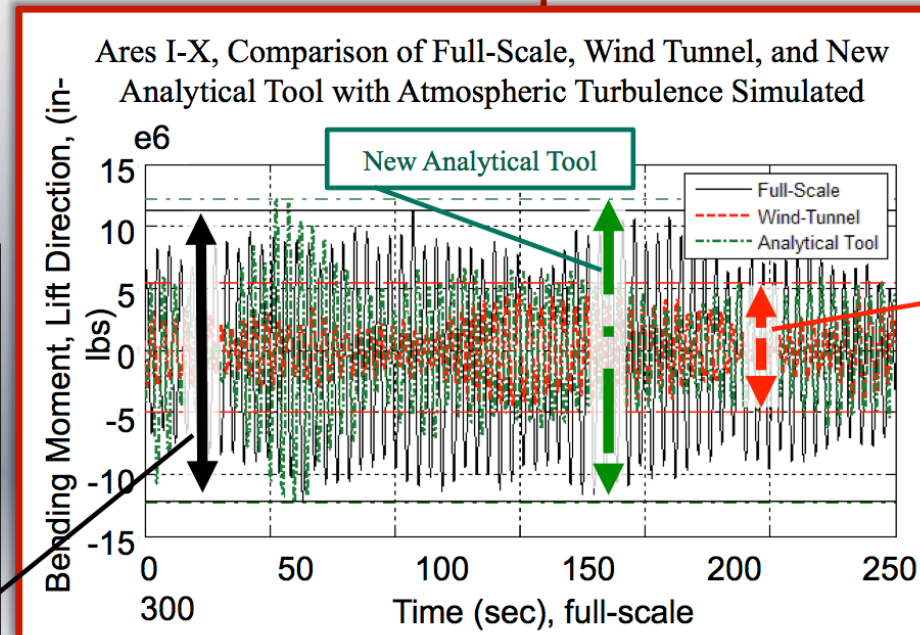 Ares I-X, Comparison of Full-Scale, Wind Tunnel, and New
Analytical Tool with Atmospheric Turbulence Simulated
Bending Moment, Lift Direction, (in-
lbs)
e6
New Analytical Tool
Full-Scale
Wind-Tunnel
Analytical Tool
15
10
5
0
-5
-10
-15
0 50 100 150 200 250
300
Time (sec), full-scale